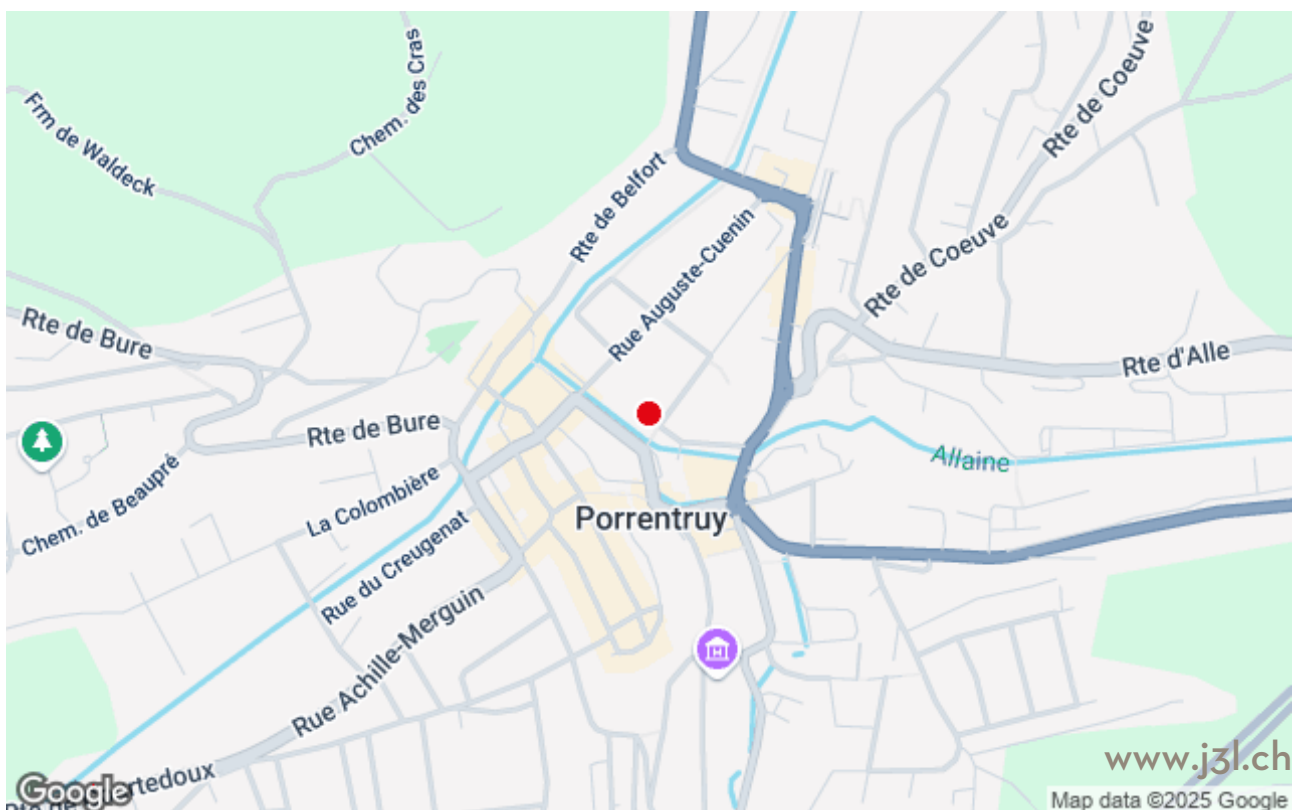 Chem. des Cras
Rte de Coeuve
Frm de Waldeck
Rte de Belfort
Rue Auguste-Cuenin
Rte de Coeuve
Rte de Bure
Rte d'Alle
Rte de Bure
Allaine
La Colombière
Chem. de Beaupré
Porrentruy
Rue du Creugenat
Rue Achille-Merguin
www.j3l.ch
Google
Map data ©2025 Google